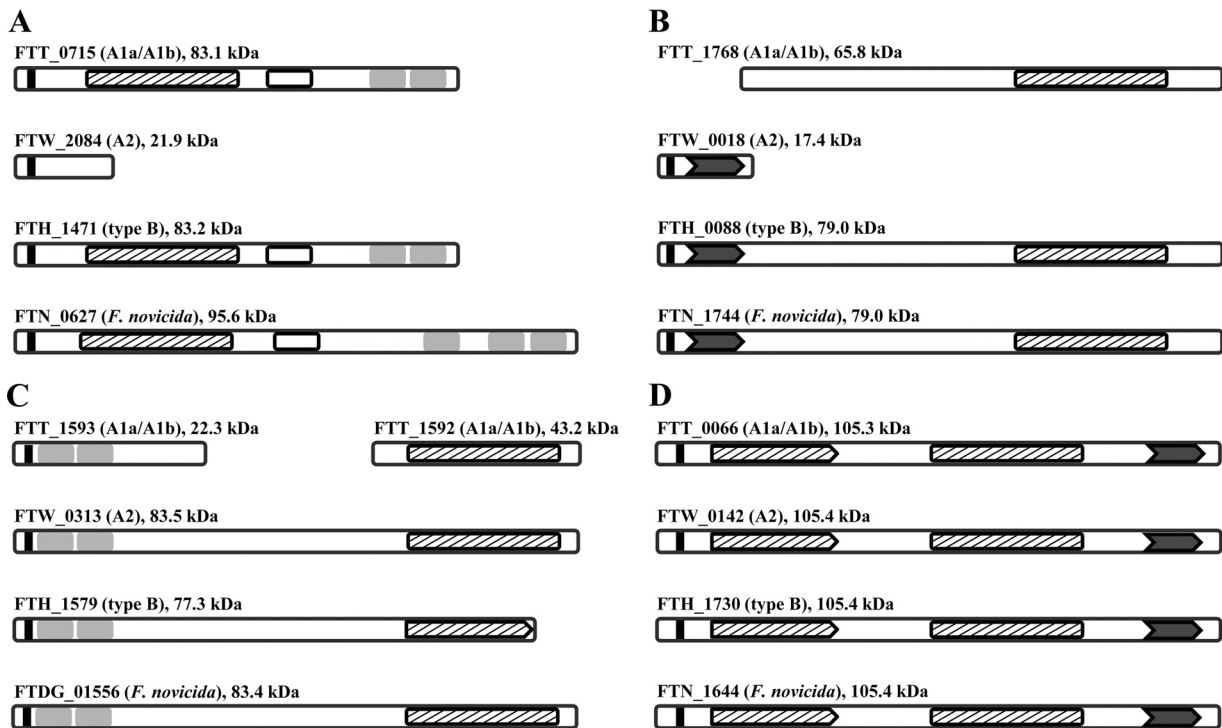 A
FTT_0715 (A1a/A1b), 83.1 kDa
FTW_2084 (A2), 21.9 kDa
FTH_1471 (type B), 83.2 kDa
FTN_0627 (F. novicida), 95.6 kDa
B
FTT_1768 (A1a/A1b), 65.8 kDa
FTW_0018 (A2), 17.4 kDa
FTH_0088 (type B), 79.0 kDa
FTN_1744 (F. novicida), 79.0 kDa
C
FTT_1593 (A1a/A1b), 22.3 kDa
FTT_1592 (A1a/A1b), 43.2 kDa
FTW_0313 (A2), 83.5 kDa
FTH_1579 (type B), 77.3 kDa
FTDG_01556 (F. novicida), 83.4 kDa
D
FTT_0066 (A1a/A1b), 105.3 kDa
FTW_0142 (A2), 105.4 kDa
FTH_1730 (type B), 105.4 kDa
FTN_1644 (F. novicida), 105.4 kDa